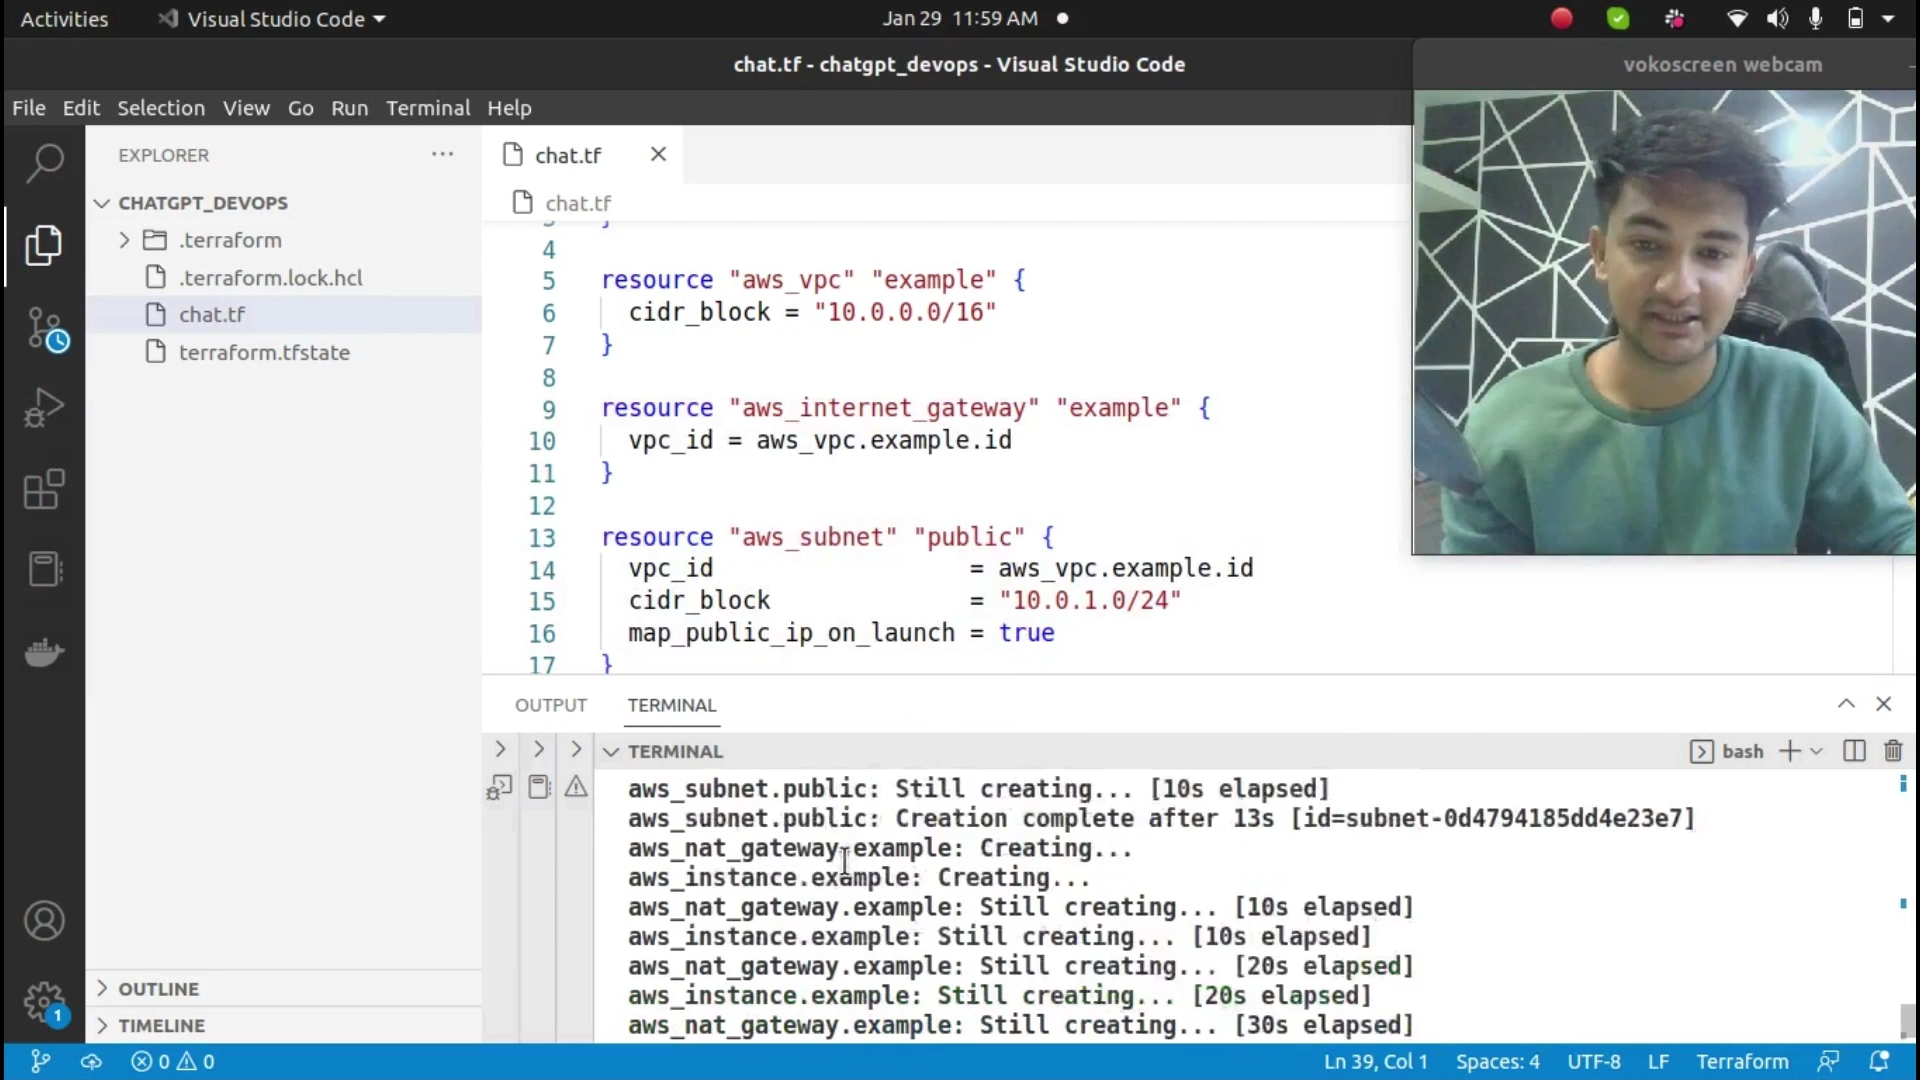 Activities
Visual Studio Code
Jan 29 11:59 AM
chat.tf - chatgpt_devops - Visual Studio Code
vokoscreen webcam
File Edit Selection View Go Run Terminal Help
EXPLORER
CHATGPT_DEVOPS
.terraform
.terraform.lock.hcl
chat.tf
terraform.tfstate
OUTLINE
TIMELINE
chat.tf
chat.tf
4
5 resource "aws_vpc" "example" {
6 cidr_block = "10.0.0.0/16"
7 }
8
9 resource "aws_internet_gateway" "example" {
10 vpc_id = aws_vpc.example.id
11 }
12
13 resource "aws_subnet" "public" {
14 vpc_id = aws_vpc.example.id
15 cidr_block = "10.0.1.0/24"
16 map_public_ip_on_launch = true
17 }
OUTPUT TERMINAL
TERMINAL
bash
aws_subnet.public: Still creating... [10s elapsed]
aws_subnet.public: Creation complete after 13s [id=subnet-0d4794185dd4e23e7]
aws_nat_gateway.example: Creating...
aws_instance.example: Creating...
aws_nat_gateway.example: Still creating... [10s elapsed]
aws_instance.example: Still creating... [10s elapsed]
aws_nat_gateway.example: Still creating... [20s elapsed]
aws_instance.example: Still creating... [20s elapsed]
aws_nat_gateway.example: Still creating... [30s elapsed]
1
0 0
Ln 39, Col 1 Spaces: 4 UTF-8 LF Terraform